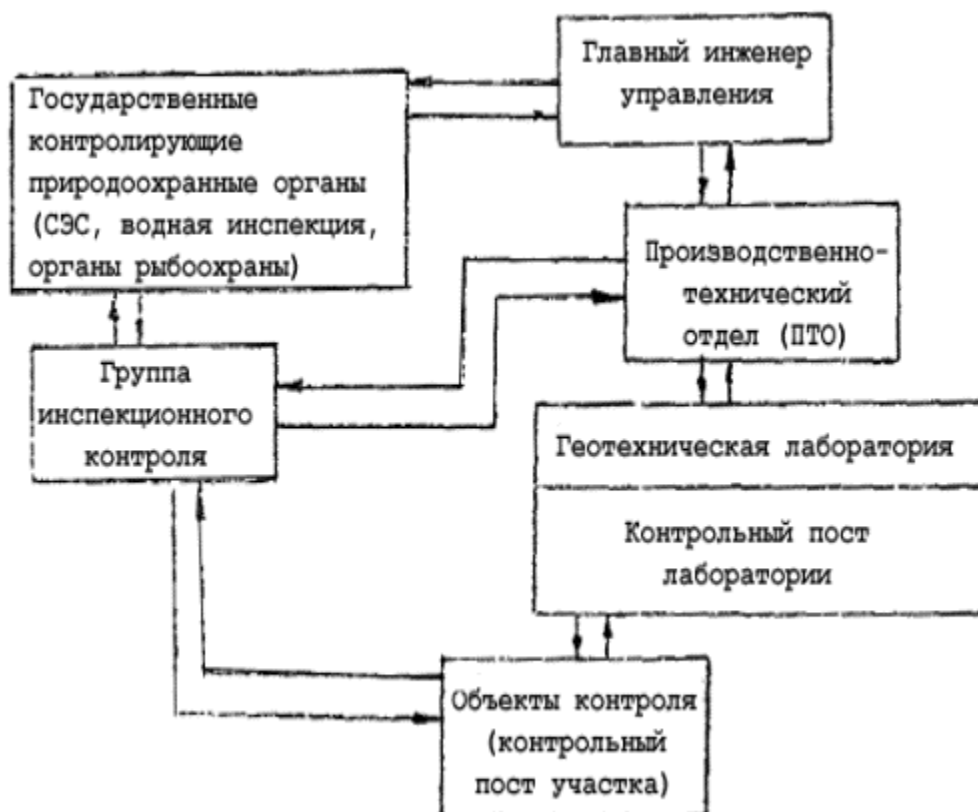 Главный инженер
управления
Государственные
контролирующие
природоохранные органы
(СЭС, водная инспекция,
органы рыбоохраны)
Производственно-
технический
отдел (ПТО)
Группа
инспекционного
контроля
Геотехническая лаборатория
Контрольный пост
лаборатории
Объекты контроля
(контрольный
пост участка)